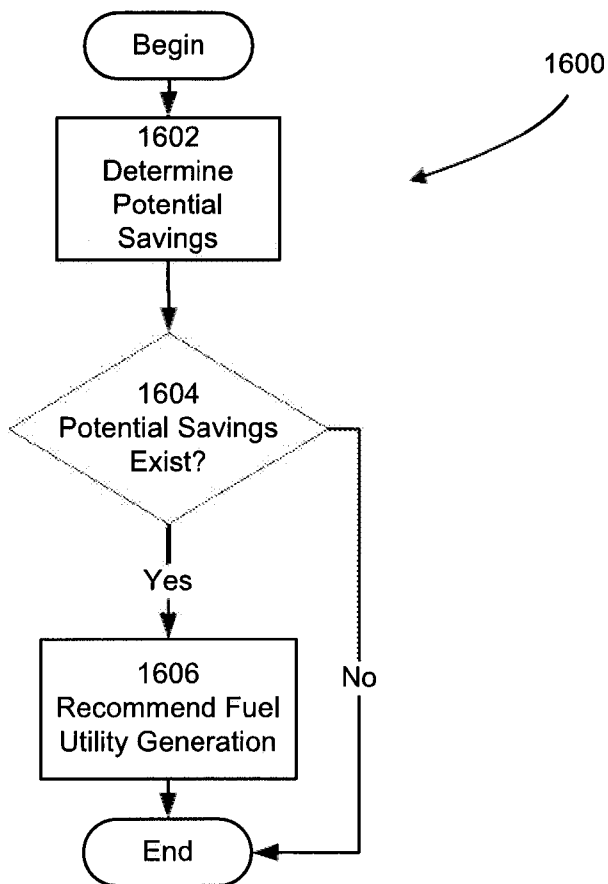 Begin
1600
1602
Determine
Potential
Savings
1604
Potential Savings
Exist?
Yes
No
1606
Recommend Fuel
Utility Generation
End